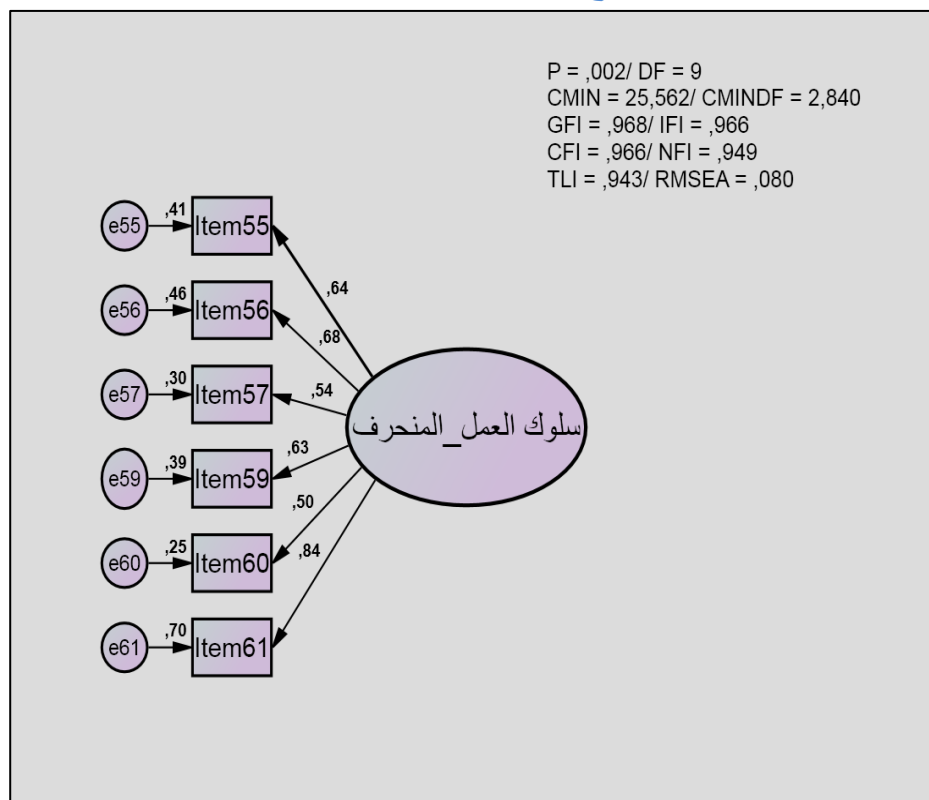 P = ,002/ DF = 9
CMIN = 25,562/ CMINDF = 2,840
GFI = ,968/ IFI = ,966
CFI = ,966/ NFI = ,949
TLI = ,943/ RMSEA = ,080
e55 ,41 Item55
,64
e56 ,46 Item56
,68
e57 ,30 Item57
,54
سلوك العمل_المنحرف
e59 ,39 Item59
,63
e60 ,25 Item60
,50
e61 ,70 Item61
,84